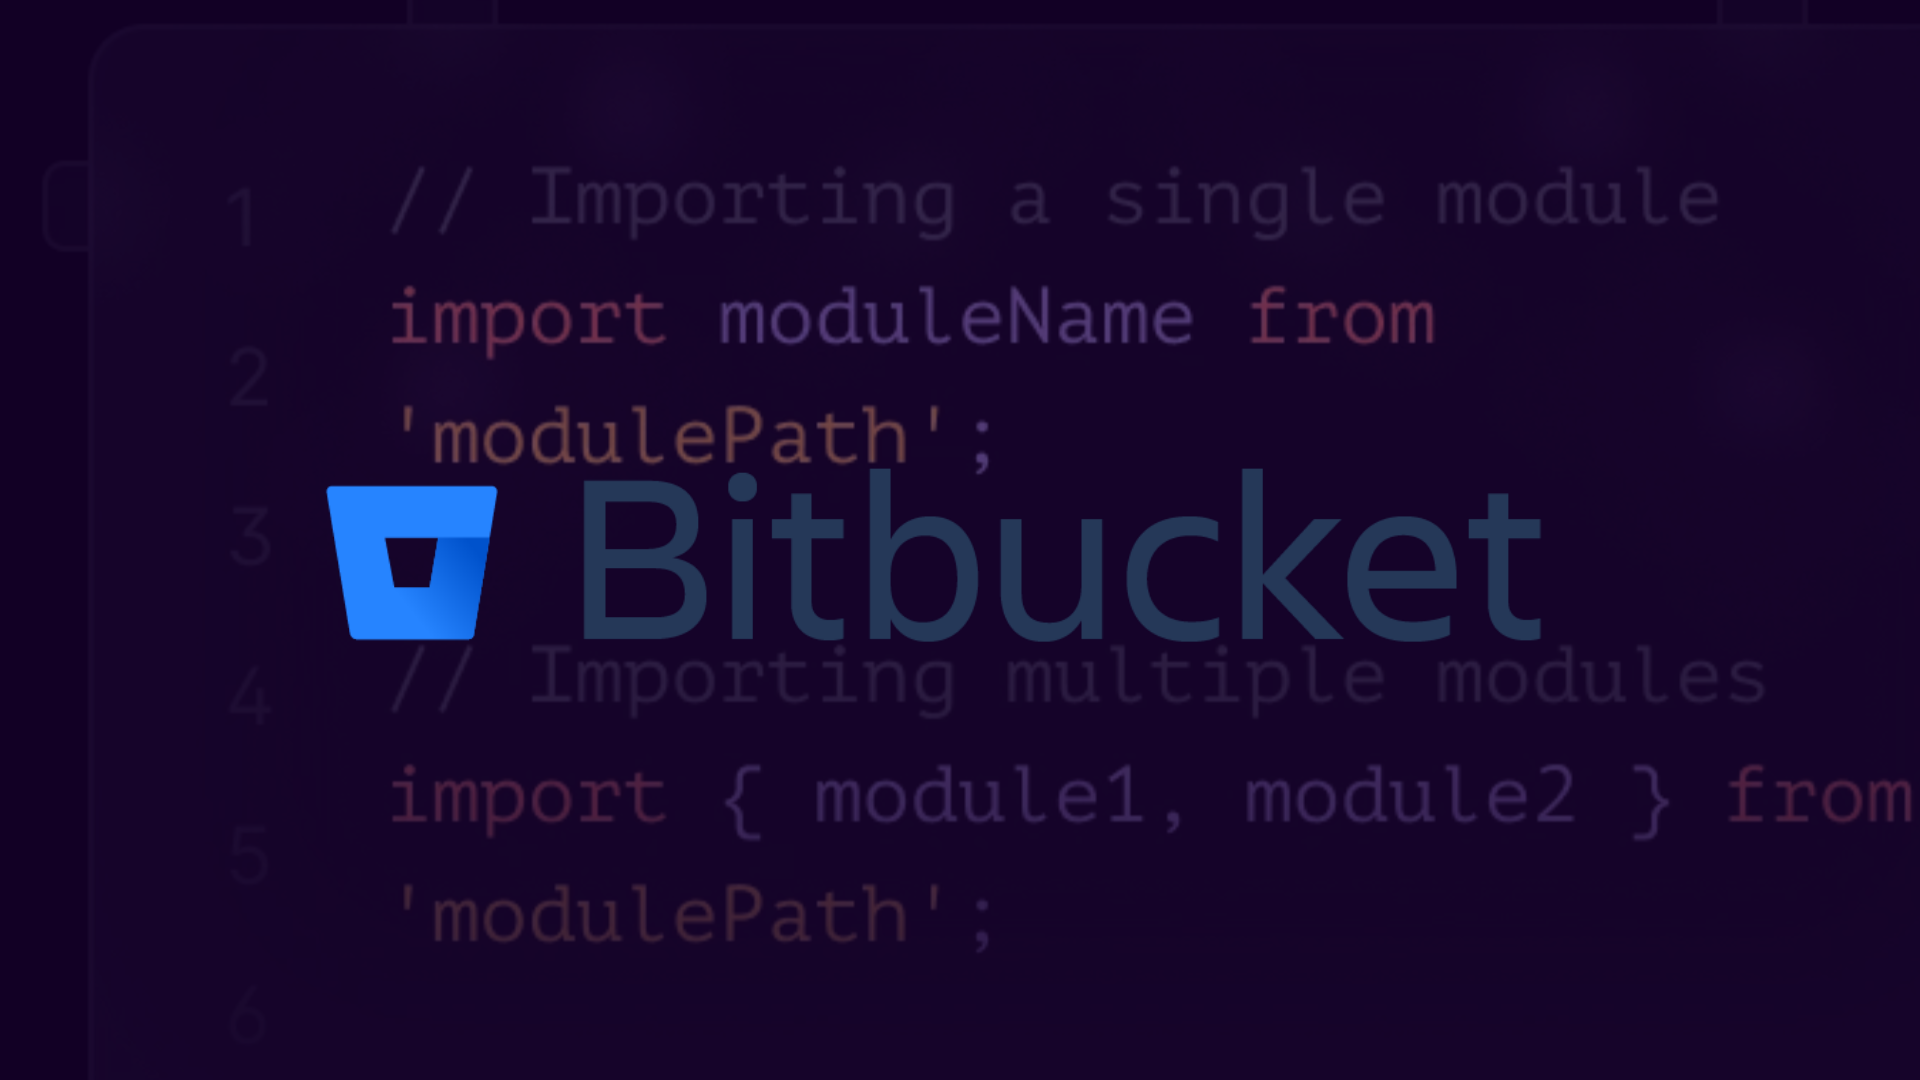 1 // Importing a single module
import moduleName from
2 'modulePath';
3 Bitbucket
4 // Importing multiple modules
import { module1, module2 } from
5 'modulePath';
6